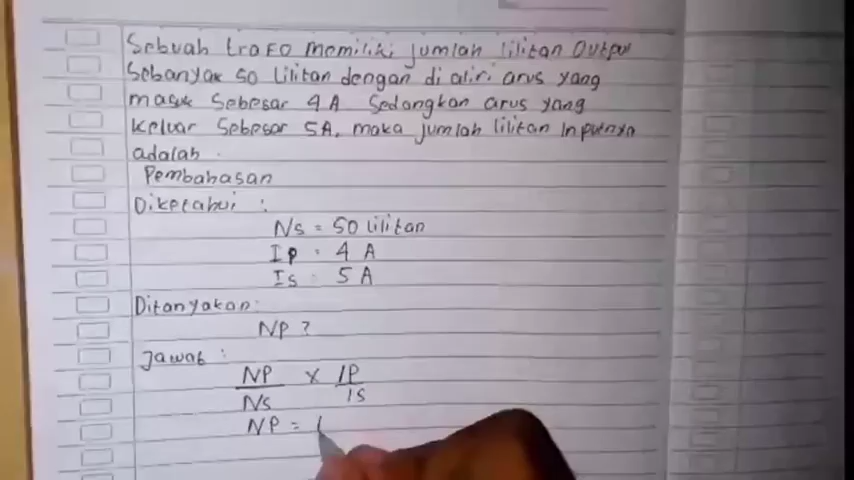 Sebuah traFO memiliki jumlah lilitan Output
Sebanyak 50 Lilitan dengan di aliri arus yang
masuk Sebesar 4 A Sedangkan arus yang
Keluar Sebesar 5A, maka jumlah lilitan Inputnya
adalah.
Pembahasan
Diketahui :
Ns = 50 lilitan
Ip : 4 A
Is : 5 A
Ditanyakan:
NP ?
Jawab :
NP/Ns x IP/Is
NP =